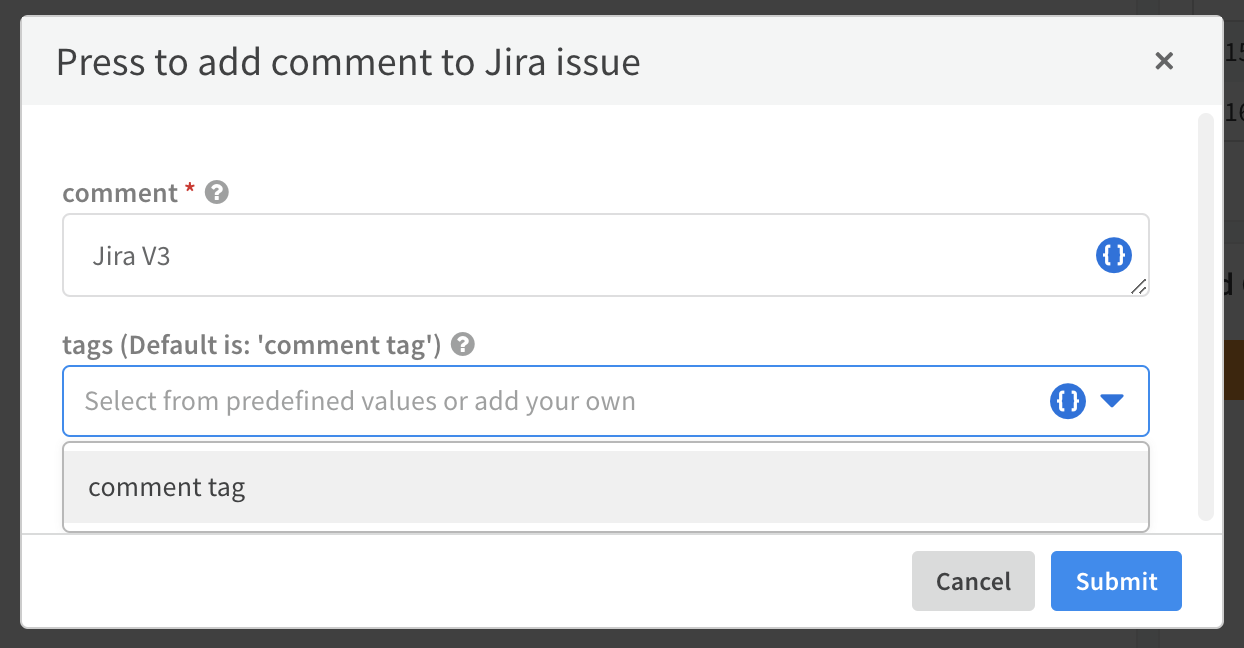 Press to add comment to Jira issue
comment *
Jira V3
tags (Default is: 'comment tag')
Select from predefined values or add your own
comment tag
Cancel
Submit